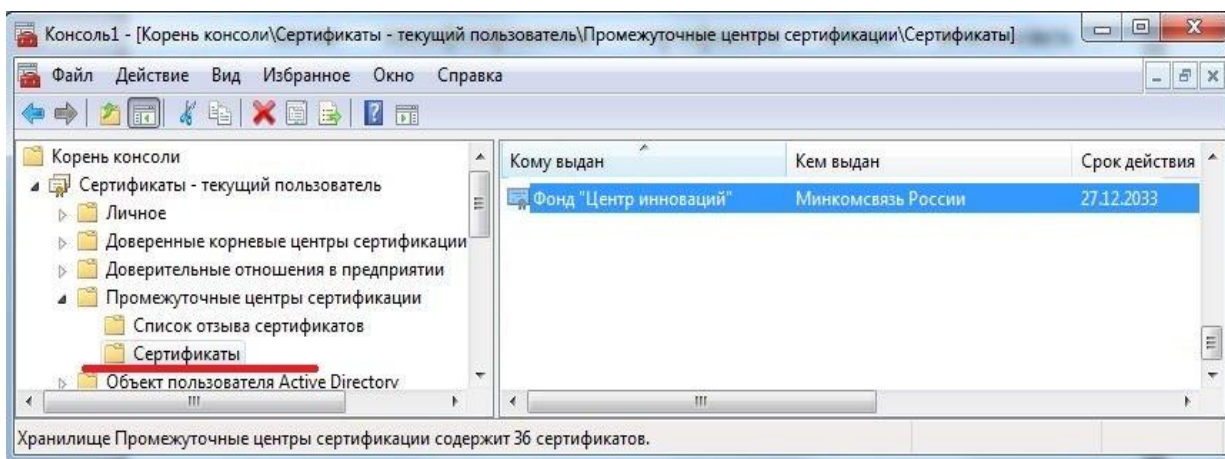 Консоль1 - [Корень консоли\Сертификаты - текущий пользователь\Промежуточные центры сертификации\Сертификаты]
Файл Действие Вид Избранное Окно Справка
Корень консоли
Сертификаты - текущий пользователь
Личное
Доверенные корневые центры сертификации
Доверительные отношения в предприятии
Промежуточные центры сертификации
Список отзыва сертификатов
Сертификаты
Объект пользователя Active Directory
Кому выдан Кем выдан Срок действия
Фонд "Центр инноваций" Минкомсвязь России 27.12.2033
Хранилище Промежуточные центры сертификации содержит 36 сертификатов.